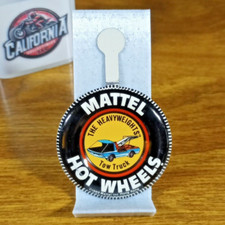 CALIFORNIA
MATTEL
THE HEAVYWEIGHTS
Tow Truck
HOT WHEELS